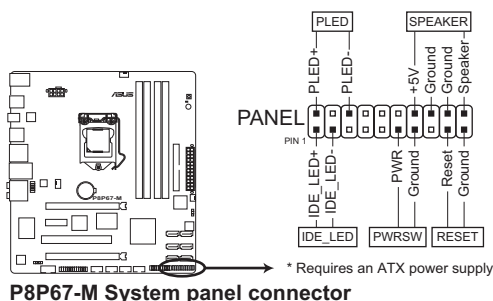 PLED
SPEAKER
PLED+
PLED-
+5V
Ground
Ground
Speaker-
PANEL
PIN 1
IDE_LED+
IDE_LED-
PWR
Ground
Reset
Ground
IDE_LED
PWRSW
RESET
* Requires an ATX power supply
/SUS
P8P67-M
P8P67-M System panel connector